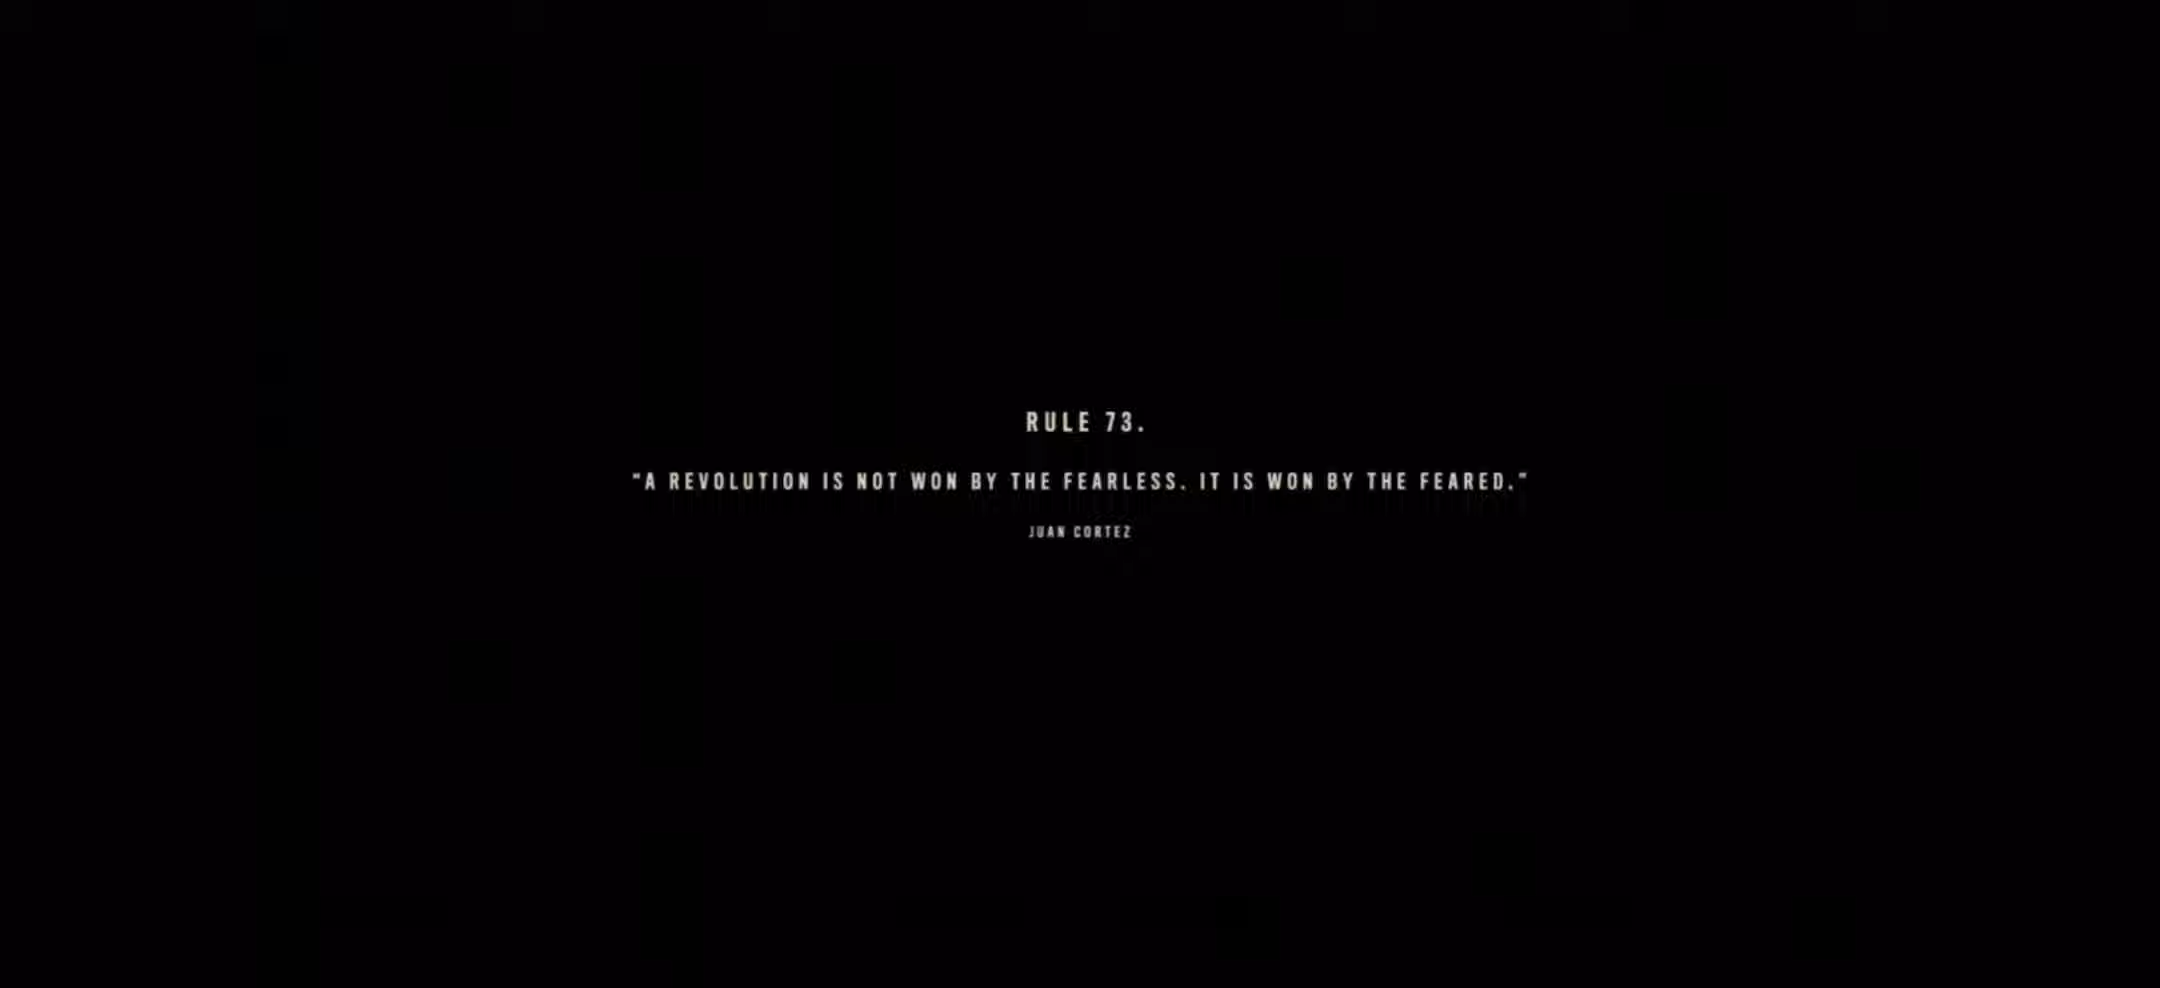 RULE 73.
"A REVOLUTION IS NOT WON BY THE FEARLESS. IT IS WON BY THE FEARED."
JUAN CORTEZ